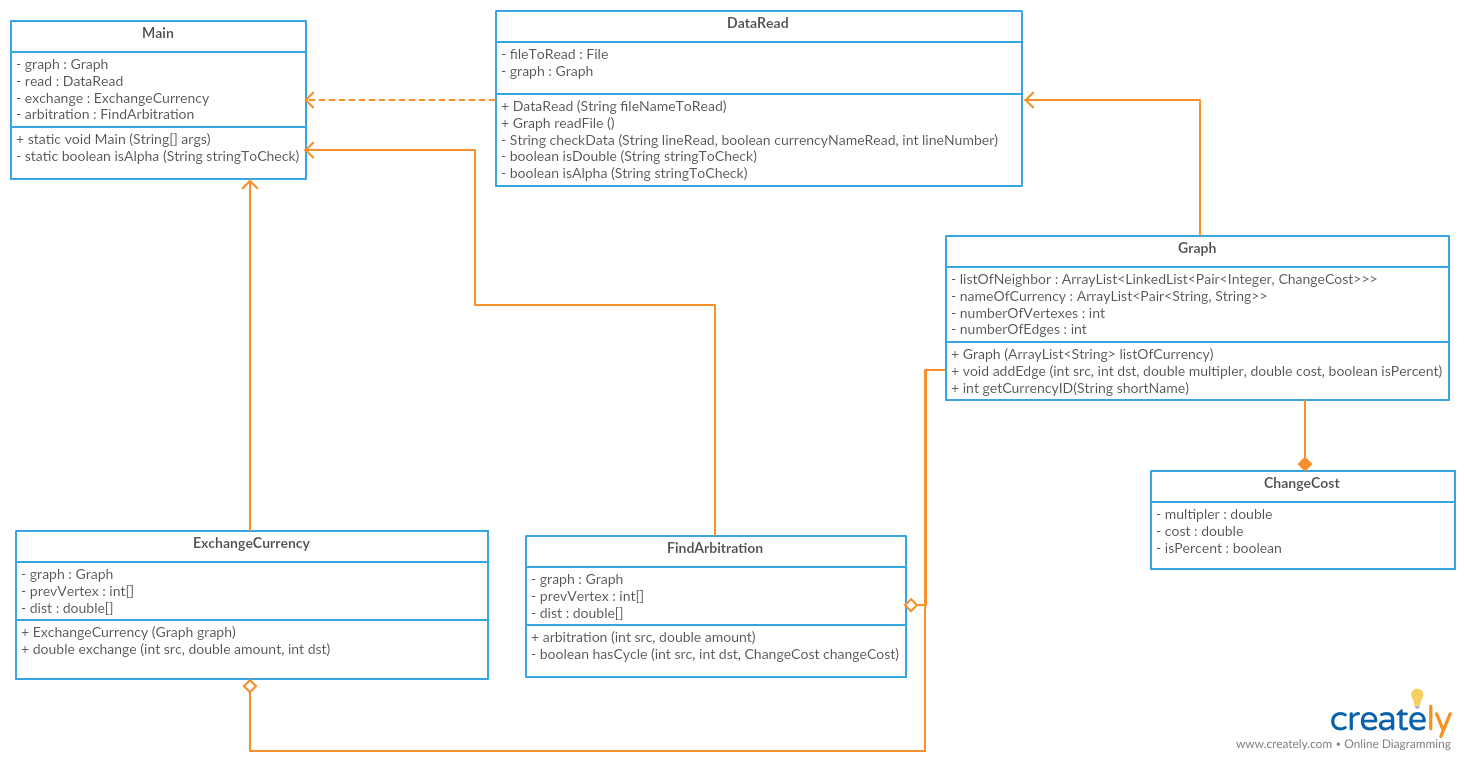 Main
- graph : Graph
- read : DataRead
- exchange : ExchangeCurrency
- arbitration : FindArbitration
+ static void Main (String[] args)
- static boolean isAlpha (String stringToCheck)
DataRead
- fileToRead : File
- graph : Graph
+ DataRead (String fileNameToRead)
+ Graph readFile ()
- String checkData (String lineRead, boolean currencyNameRead, int lineNumber)
- boolean isDouble (String stringToCheck)
- boolean isAlpha (String stringToCheck)
Graph
- listOfNeighbor : ArrayList<LinkedList<Pair<Integer, ChangeCost>>>
- nameOfCurrency : ArrayList<Pair<String, String>>
- numberOfVertexes : int
- numberOfEdges : int
+ Graph (ArrayList<String> listOfCurrency)
+ void addEdge (int src, int dst, double multipler, double cost, boolean isPercent)
+ int getCurrencyID(String shortName)
ChangeCost
- multipler : double
- cost : double
- isPercent : boolean
ExchangeCurrency
- graph : Graph
- prevVertex : int[]
- dist : double[]
+ ExchangeCurrency (Graph graph)
+ double exchange (int src, double amount, int dst)
FindArbitration
- graph : Graph
- prevVertex : int[]
- dist : double[]
+ arbitration (int src, double amount)
- boolean hasCycle (int src, int dst, ChangeCost changeCost)
creately
www.creately.com • Online Diagramming